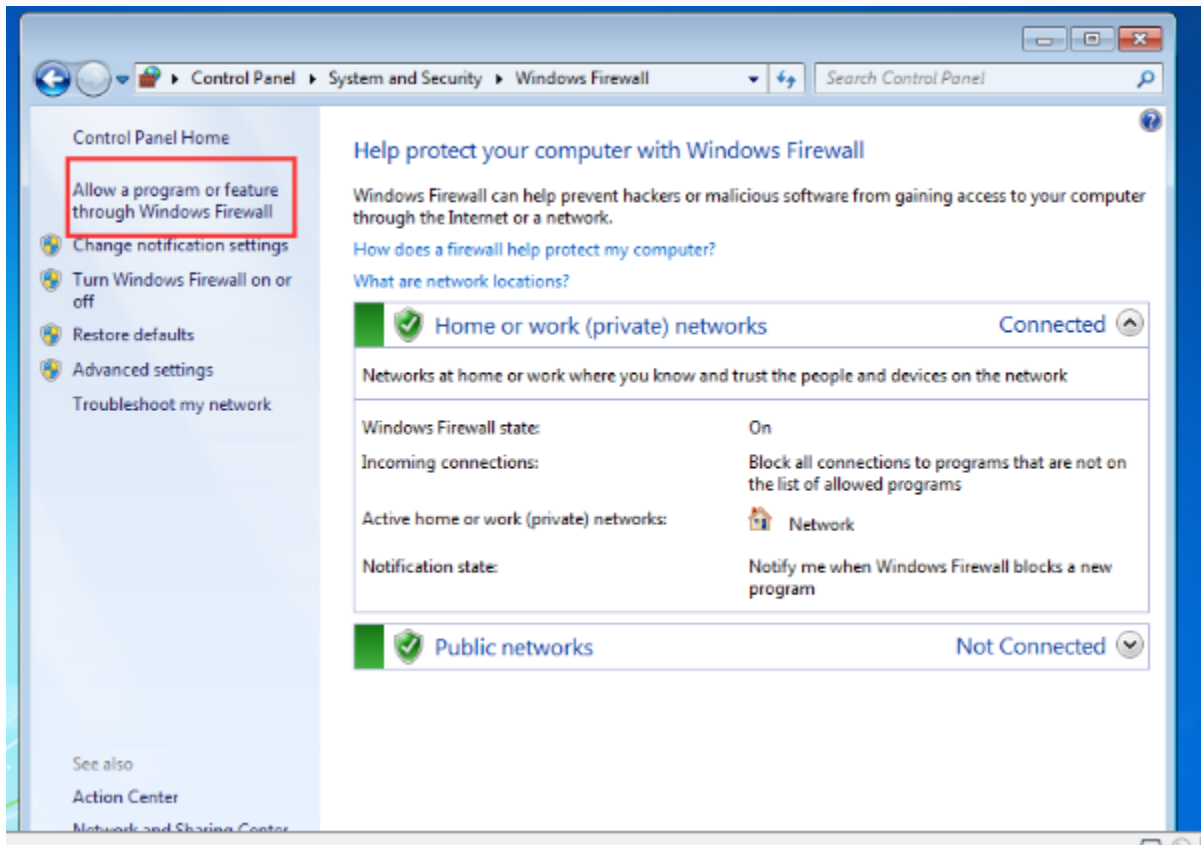 Control Panel
System and Security
Windows Firewall
Search Control Panel
Control Panel Home
Allow a program or feature
through Windows Firewall
Change notification settings
Turn Windows Firewall on or
off
Restore defaults
Advanced settings
Troubleshoot my network
See also
Action Center
Network and Sharing Center
Help protect your computer with Windows Firewall
Windows Firewall can help prevent hackers or malicious software from gaining access to your computer
through the Internet or a network.
How does a firewall help protect my computer?
What are network locations?
Home or work (private) networks Connected
Networks at home or work where you know and trust the people and devices on the network
Windows Firewall state: On
Incoming connections: Block all connections to programs that are not on
the list of allowed programs
Active home or work (private) networks: Network
Notification state: Notify me when Windows Firewall blocks a new
program
Public networks Not Connected